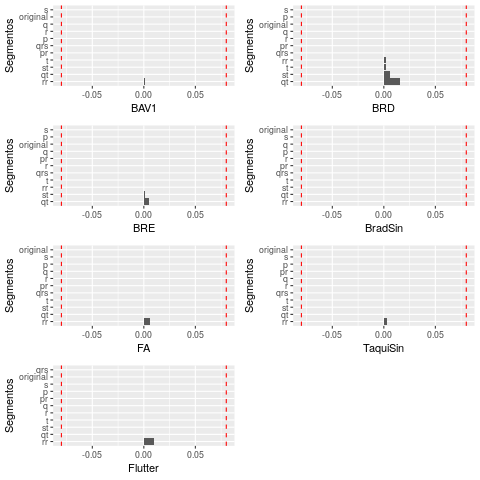 Segmentos
s
original
q
r
p
qrs
pr
t
st
qt
rr
-0.05 0.00 0.05
BAV1
Segmentos
s
original
q
p
pr
qrs
r
t
st
qt
-0.05 0.00 0.05
BRD
Segmentos
s
p
original
q
pr
r
qrs
t
rr
st
qt
-0.05 0.00 0.05
BRE
Segmentos
original
s
q
p
r
pr
qrs
t
st
qt
rr
-0.05 0.00 0.05
BradSin
Segmentos
original
s
p
q
r
pr
qrs
t
st
qt
rr
-0.05 0.00 0.05
FA
Segmentos
original
s
p
q
pr
r
qrs
t
st
qt
rr
-0.05 0.00 0.05
TaquiSin
Segmentos
qrs
original
s
p
pr
q
r
t
st
qt
rr
-0.05 0.00 0.05
Flutter